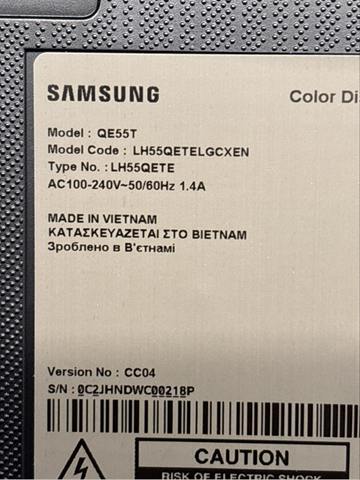 SAMSUNG
Color Di
Model : QE55T
Model Code : LH55QETELGCXEN
Type No. : LH55QETE
AC100-240V~50/60Hz 1.4A
MADE IN VIETNAM
ΚΑΤΑΣΚΕΥΑΖΕΤΑΙ ΣΤΟ ΒΙΕΤΝΑΜ
Зроблено в В'єтнамі
Version No : CC04
S/N : 0C2JHNDWC00218P
CAUTION
RISK OF ELECTRIC SHOCK